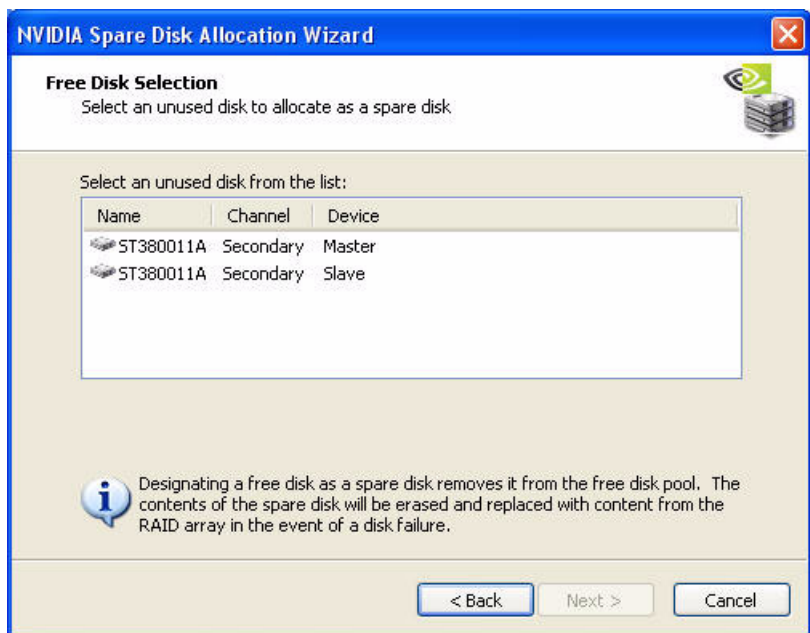 NVIDIA Spare Disk Allocation Wizard
Free Disk Selection
Select an unused disk to allocate as a spare disk
Select an unused disk from the list:
Name Channel Device
ST380011A Secondary Master
ST380011A Secondary Slave
Designating a free disk as a spare disk removes it from the free disk pool. The
contents of the spare disk will be erased and replaced with content from the
RAID array in the event of a disk failure.
< Back Next > Cancel